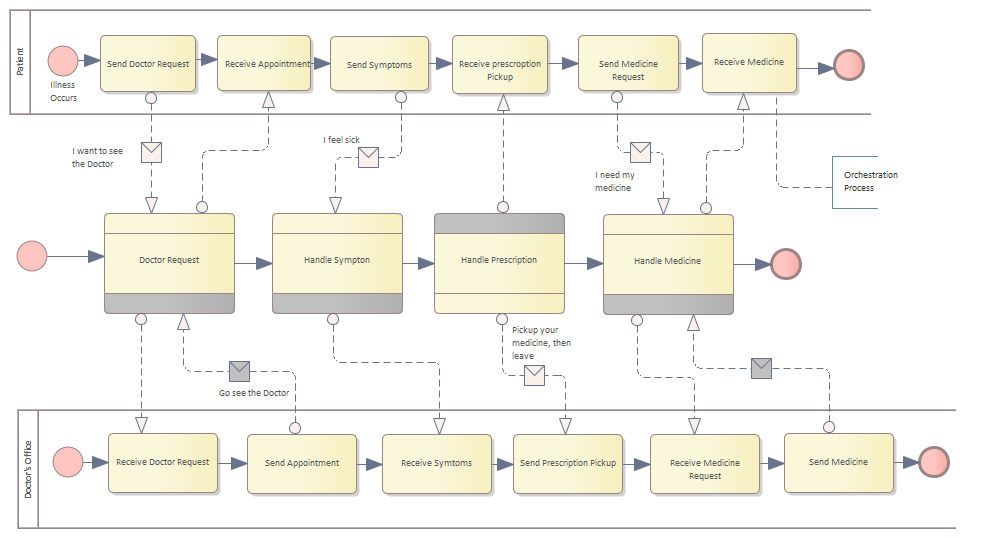 Patient
Send Doctor Request
Receive Appointment
Send Symptoms
Receive prescroption
Pickup
Send Medicine
Request
Receive Medicine
Illness
Occurs
I want to see
the Doctor
I feel sick
I need my
medicine
Orchestration
Process
Doctor Request
Handle Sympton
Handle Prescription
Handle Medicine
Pickup your
medicine, then
leave
Go see the Doctor
Doctor's Office
Receive Doctor Request
Send Appointment
Receive Symtoms
Send Prescription Pickup
Receive Medicine
Request
Send Medicine